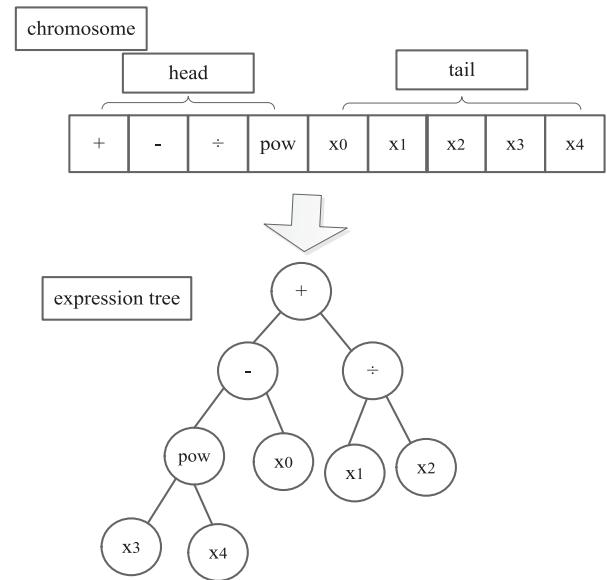 chromosome
head
tail
+ - ÷ pow x0 x1 x2 x3 x4
expression tree
+
- ÷
pow x0 x1 x2
x3 x4